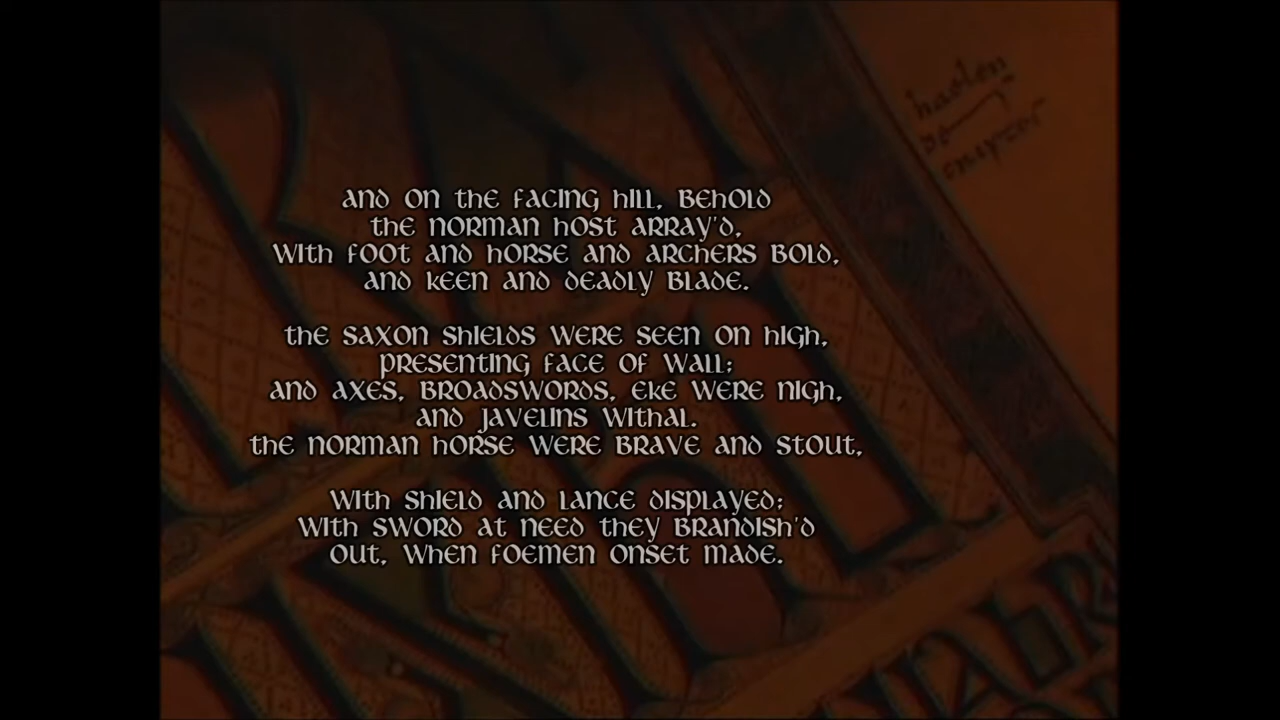 And on the facing hill, behold
the Norman host array'd,
With foot and horse and archers bold,
and keen and deadly blade.
the Saxon shields were seen on high,
presenting face of wall;
and axes, broadswords, eke were nigh,
and javelins withal.
the Norman horse were brave and stout,
With shield and lance displayed;
With sword at need they brandish'd
out, when foemen onset made.